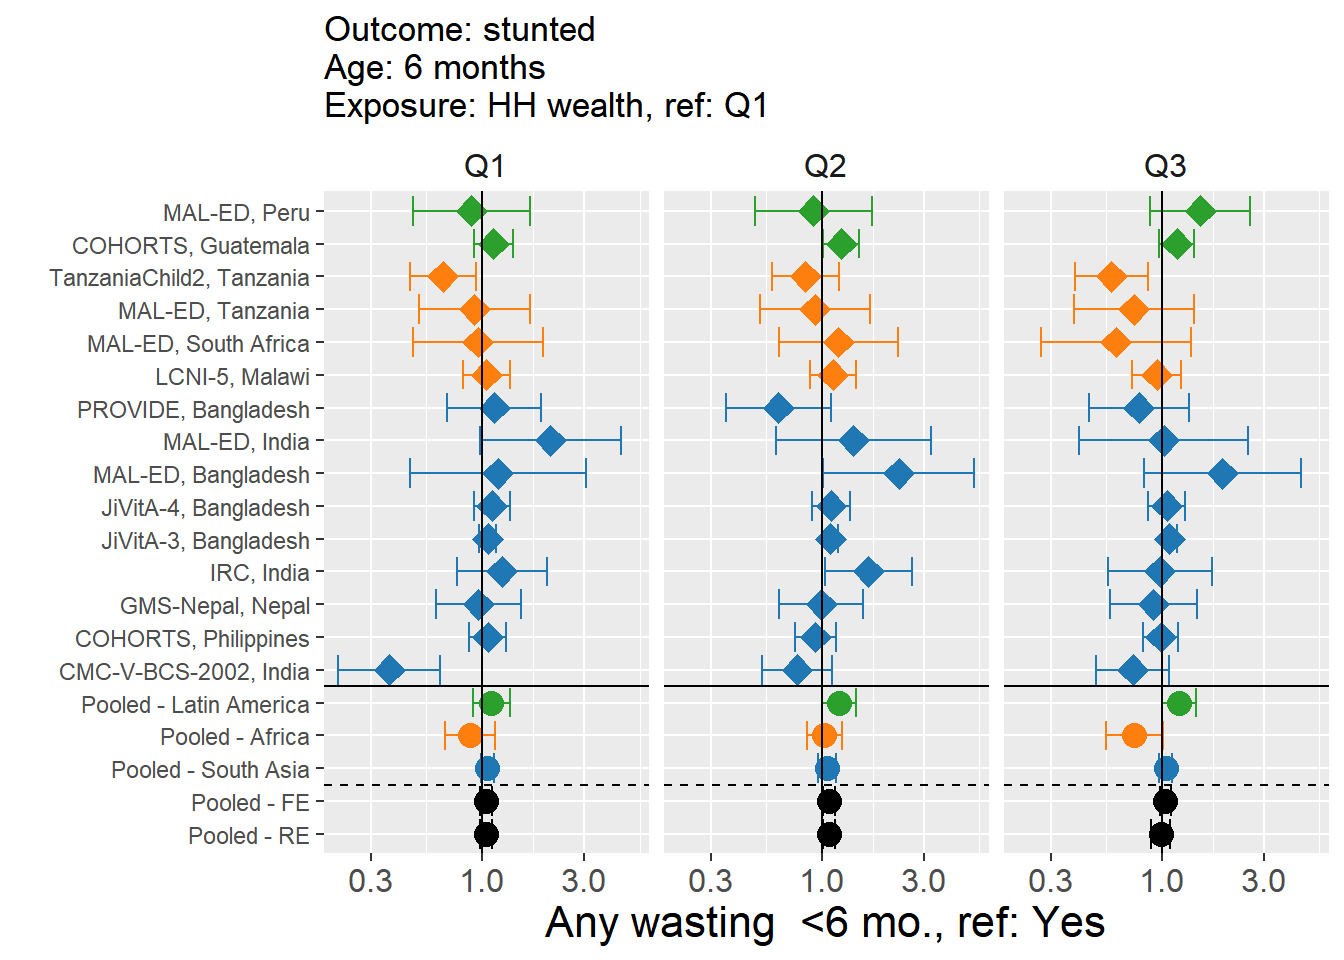 Outcome: stunted
Age: 6 months
Exposure: HH wealth, ref: Q1
Q1 Q2 Q3
MAL-ED, Peru
COHORTS, Guatemala
TanzaniaChild2, Tanzania
MAL-ED, Tanzania
MAL-ED, South Africa
LCNI-5, Malawi
PROVIDE, Bangladesh
MAL-ED, India
MAL-ED, Bangladesh
JiVitA-4, Bangladesh
JiVitA-3, Bangladesh
IRC, India
GMS-Nepal, Nepal
COHORTS, Philippines
CMC-V-BCS-2002, India
Pooled - Latin America
Pooled - Africa
Pooled - South Asia
Pooled - FE
Pooled - RE
0.3 1.0 3.0 0.3 1.0 3.0 0.3 1.0 3.0
Any wasting  <6 mo., ref: Yes